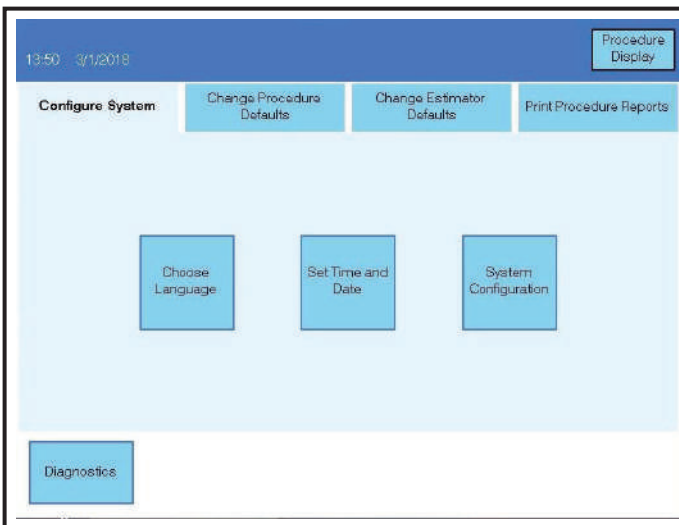 Procedure
Display
13:50 3/1/2018
Configure System
Change Procedure
Defaults
Change Estimator
Defaults
Print Procedure Reports
Choose
Language
Set Time and
Date
System
Configuration
Diagnostics